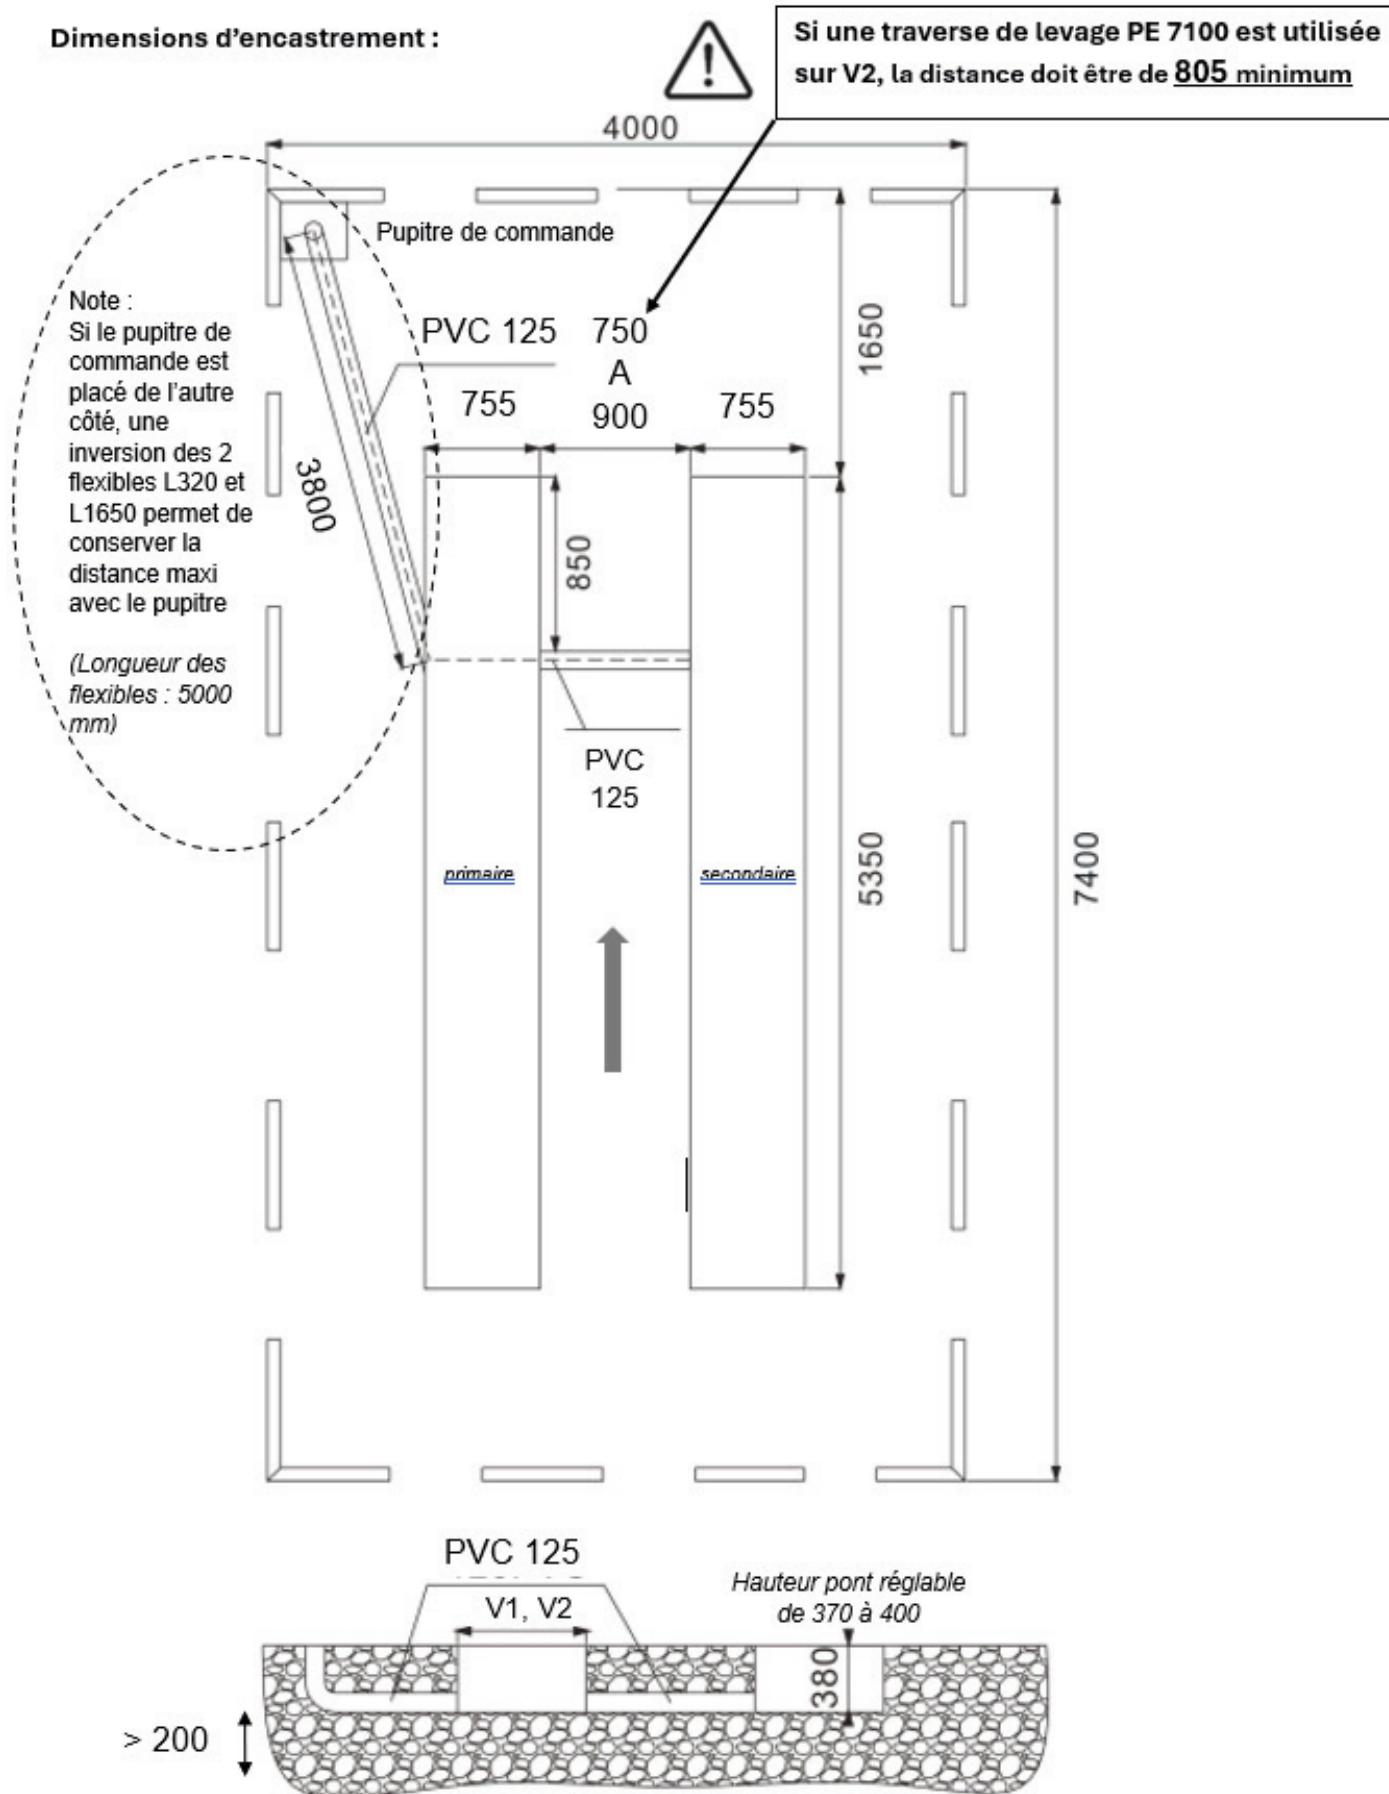 Dimensions d’encastrement :
Si une traverse de levage PE 7100 est utilisée
sur V2, la distance doit être de 805 minimum
4000
Pupitre de commande
Note :
Si le pupitre de
commande est
placé de l’autre
côté, une
inversion des 2
flexibles L320 et
L1650 permet de
conserver la
distance maxi
avec le pupitre
(Longueur des
flexibles : 5000
mm)
PVC 125
750
A
900
755
755
1650
3800
850
PVC
125
primaire
secondaire
5350
7400
PVC 125
V1, V2
Hauteur pont réglable
de 370 à 400
380
> 200